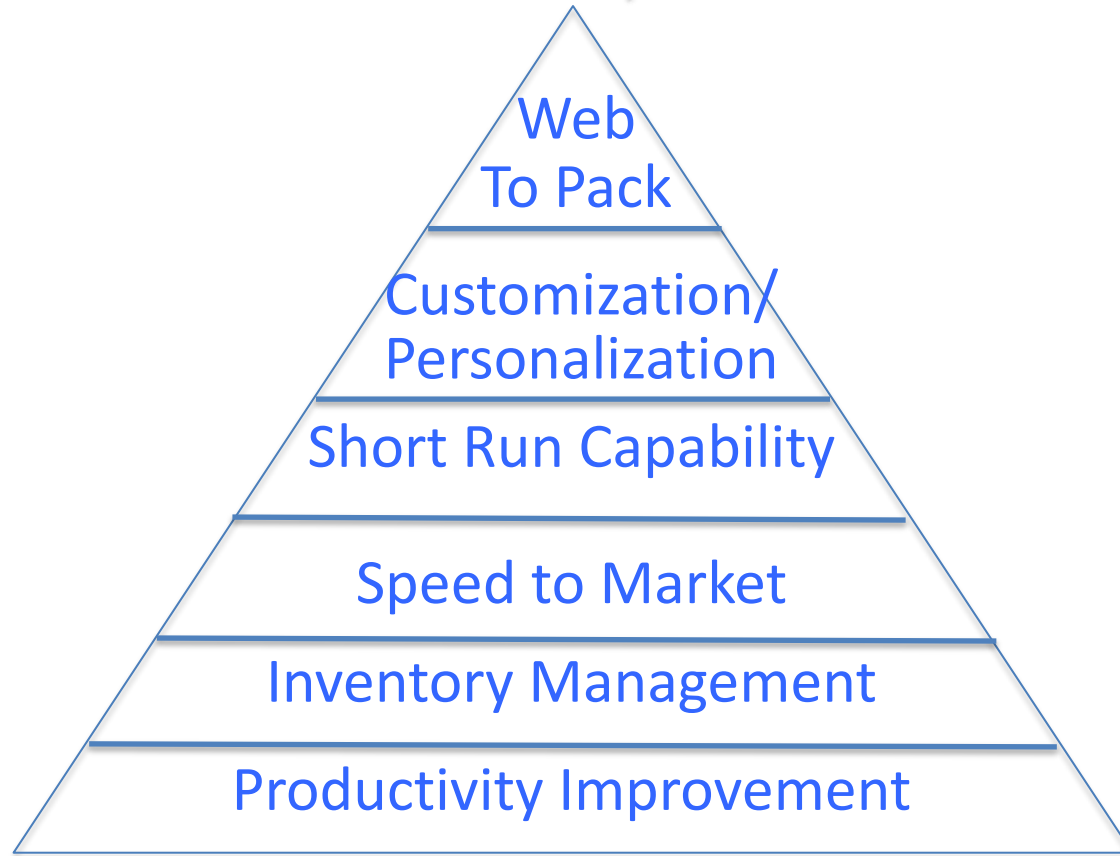 Web
To Pack
Customization/
Personalization
Short Run Capability
Speed to Market
Inventory Management
Productivity Improvement